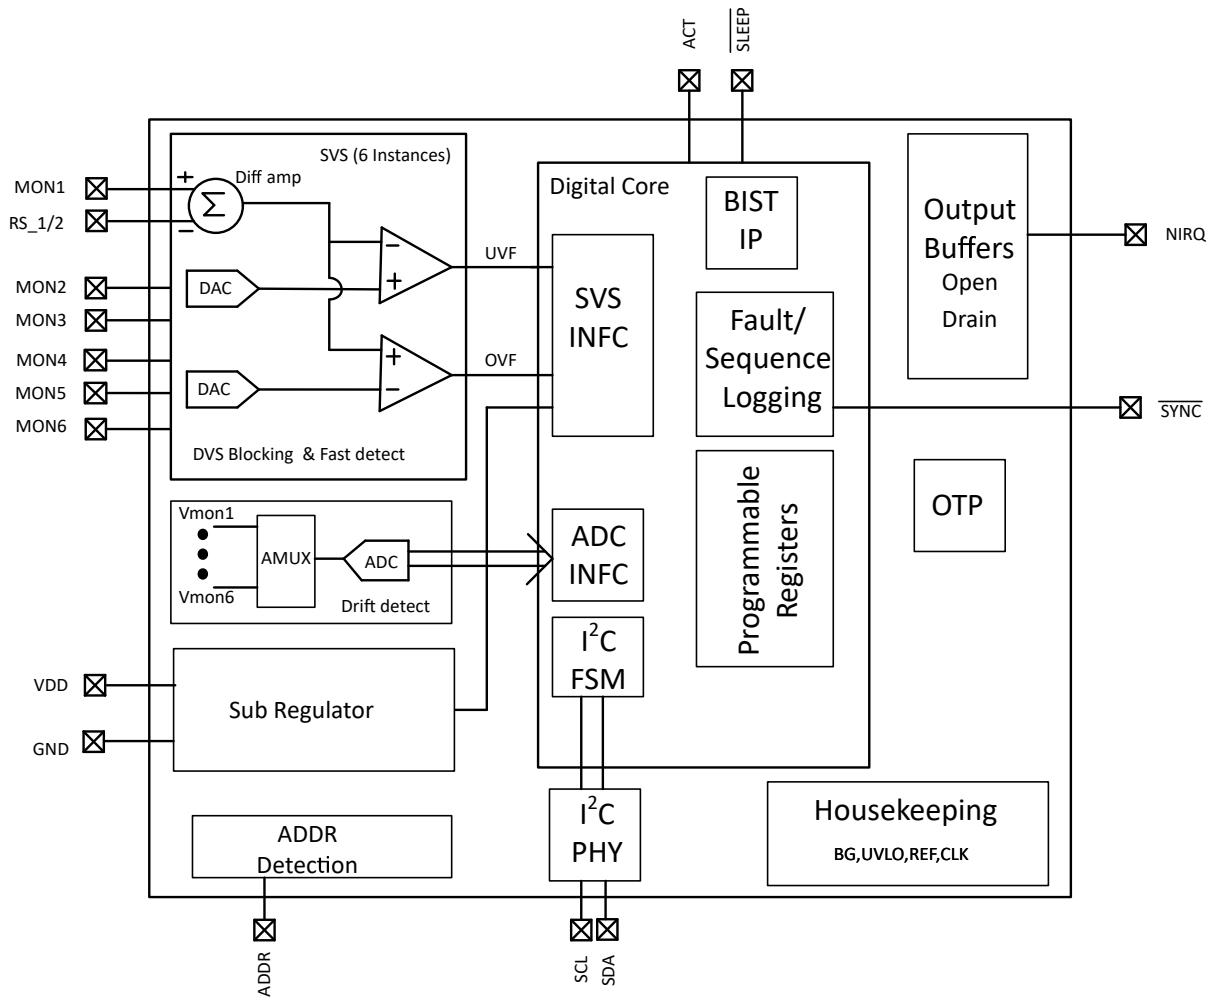 ACT
SLEEP
SVS (6 Instances)
+
Diff amp
Σ
−
MON1
RS_1/2
MON2
MON3
MON4
MON5
MON6
DAC
−
+
UVF
DAC
+
−
OVF
DVS Blocking & Fast detect
Digital Core
BIST
IP
SVS
INFC
Fault/
Sequence
Logging
Output
Buffers
Open
Drain
NIRQ
SYNC
Vmon1
Vmon6
AMUX
ADC
Drift detect
ADC
INFC
Programmable
Registers
OTP
I²C
FSM
VDD
GND
Sub Regulator
I²C
PHY
ADDR
Detection
Housekeeping
BG,UVLO,REF,CLK
ADDR
SCL
SDA